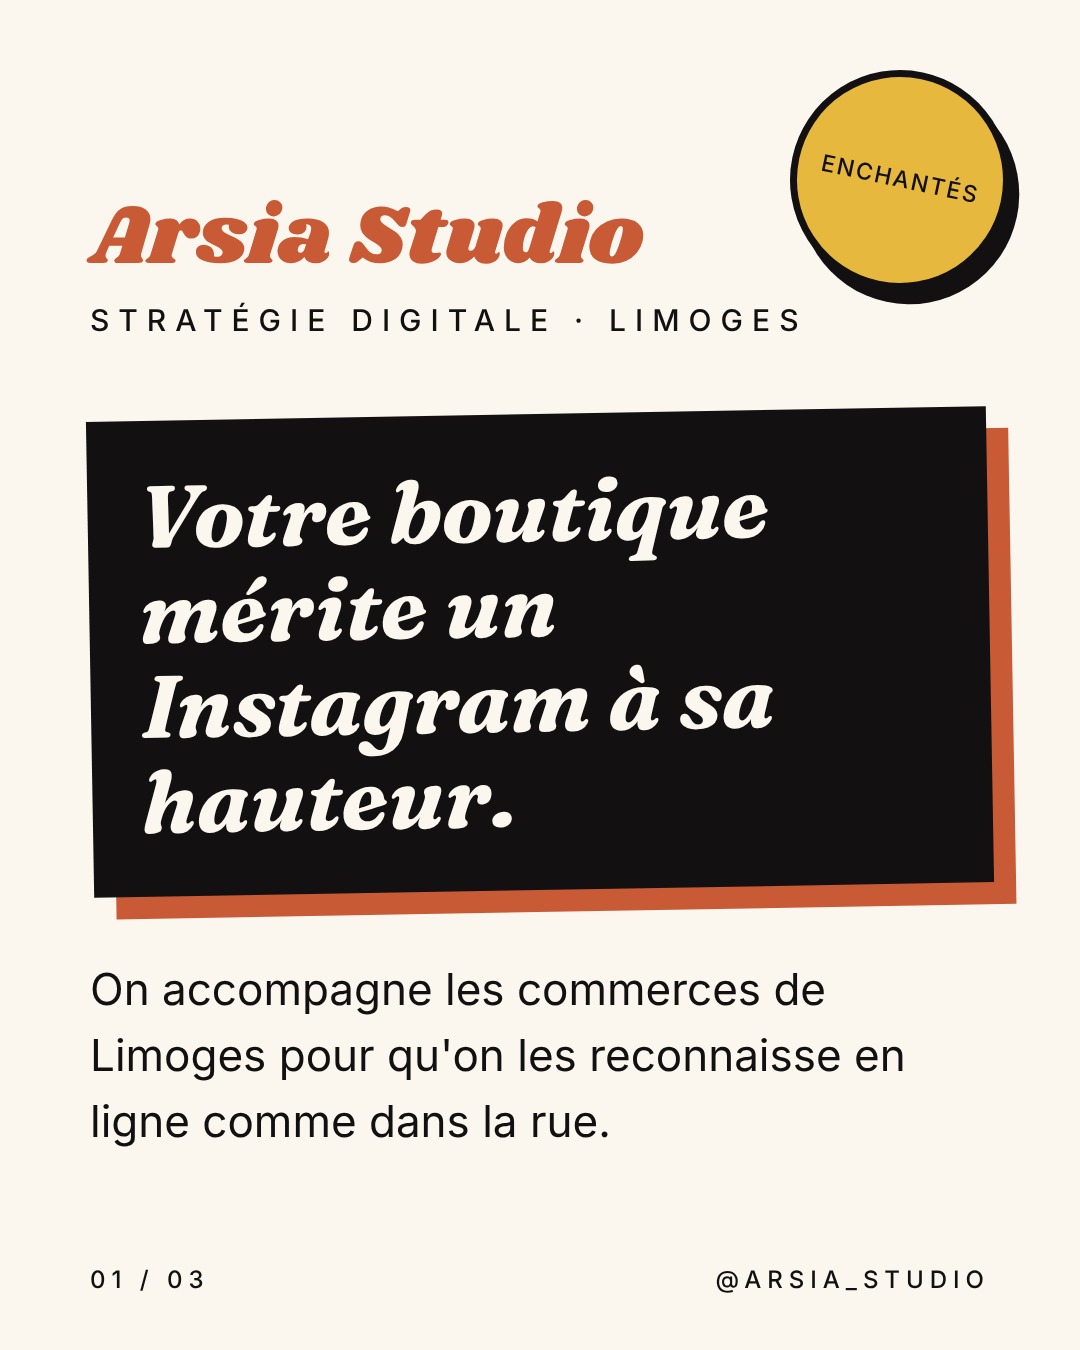 ENCHANTÉS
Arsia Studio
STRATÉGIE DIGITALE · LIMOGES
Votre boutique
mérite un
Instagram à sa
hauteur.
On accompagne les commerces de
Limoges pour qu'on les reconnaisse en
ligne comme dans la rue.
01 / 03
@ARSIA_STUDIO